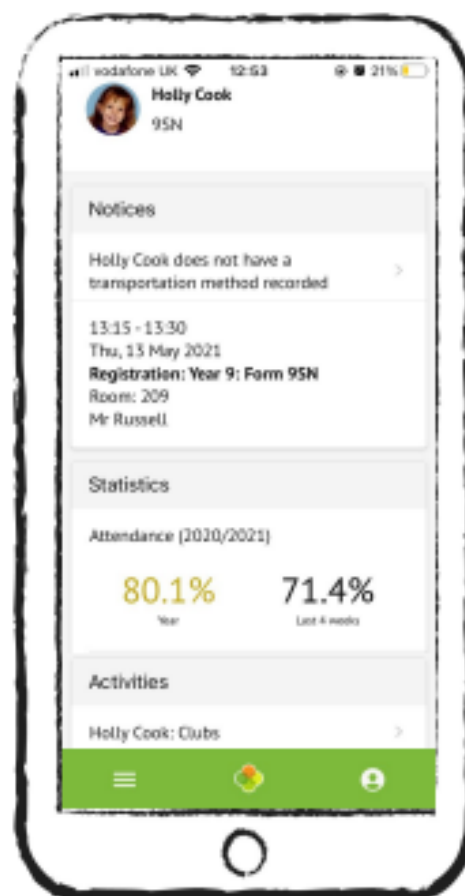 vodafone UK 12:53 21%
Holly Cook
9SN
Notices
Holly Cook does not have a
transportation method recorded
13:15 - 13:30
Thu, 13 May 2021
Registration: Year 9: Form 9SN
Room: 209
Mr Russell
Statistics
Attendance (2020/2021)
80.1% 71.4%
Year Last 4 weeks
Activities
Holly Cook: Clubs